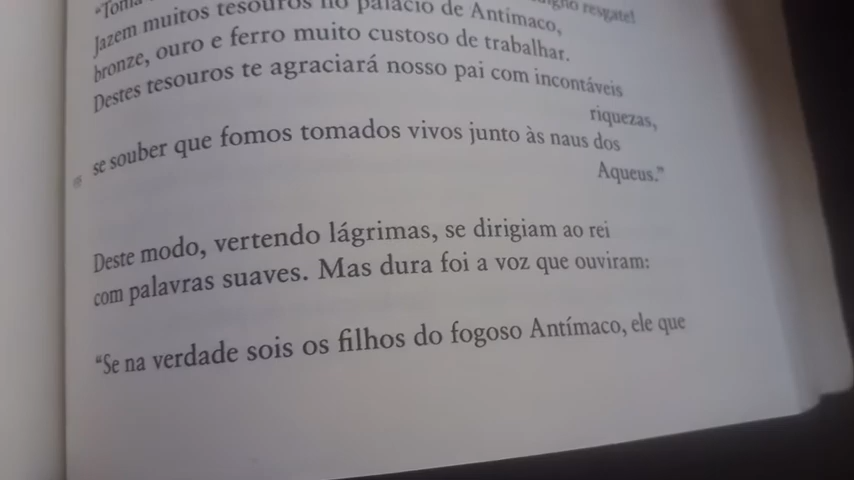 “Toma
digno resgate!
Jazem muitos tesouros no palácio de Antímaco,
bronze, ouro e ferro muito custoso de trabalhar.
Destes tesouros te agraciará nosso pai com incontáveis
riquezas,
se souber que fomos tomados vivos junto às naus dos
Aqueus.”
Deste modo, vertendo lágrimas, se dirigiam ao rei
com palavras suaves. Mas dura foi a voz que ouviram:
“Se na verdade sois os filhos do fogoso Antímaco, ele que